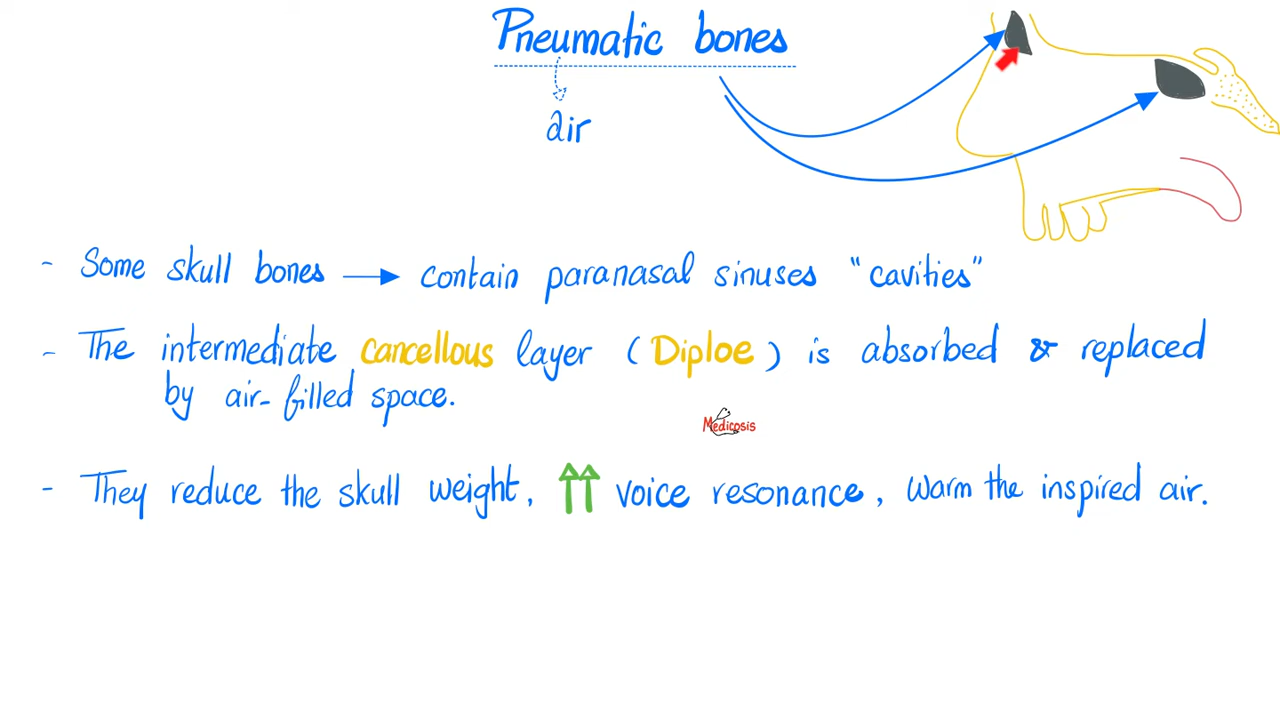 Pneumatic bones
air
- Some skull bones → contain paranasal sinuses "cavities"
- The intermediate cancellous layer (Diploe) is absorbed & replaced
by air-filled space.
Medicosis
- They reduce the skull weight, ↑↑ voice resonance, warm the inspired air.